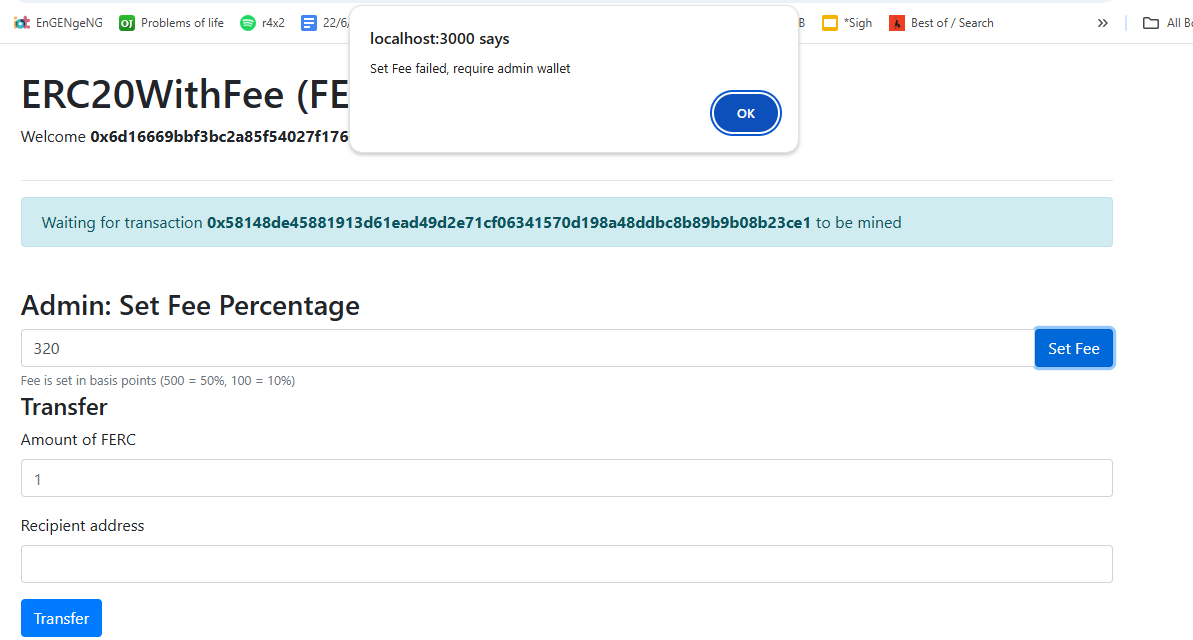 EnGENgeNG Problems of life r4x2 22/6/ B *Sigh Best of / Search » All Bo
localhost:3000 says
Set Fee failed, require admin wallet
OK
ERC20WithFee (FE
Welcome 0x6d16669bbf3bc2a85f54027f176
Waiting for transaction 0x58148de45881913d61ead49d2e71cf06341570d198a48ddbc8b89b9b08b23ce1 to be mined
Admin: Set Fee Percentage
320 Set Fee
Fee is set in basis points (500 = 50%, 100 = 10%)
Transfer
Amount of FERC
1
Recipient address
Transfer